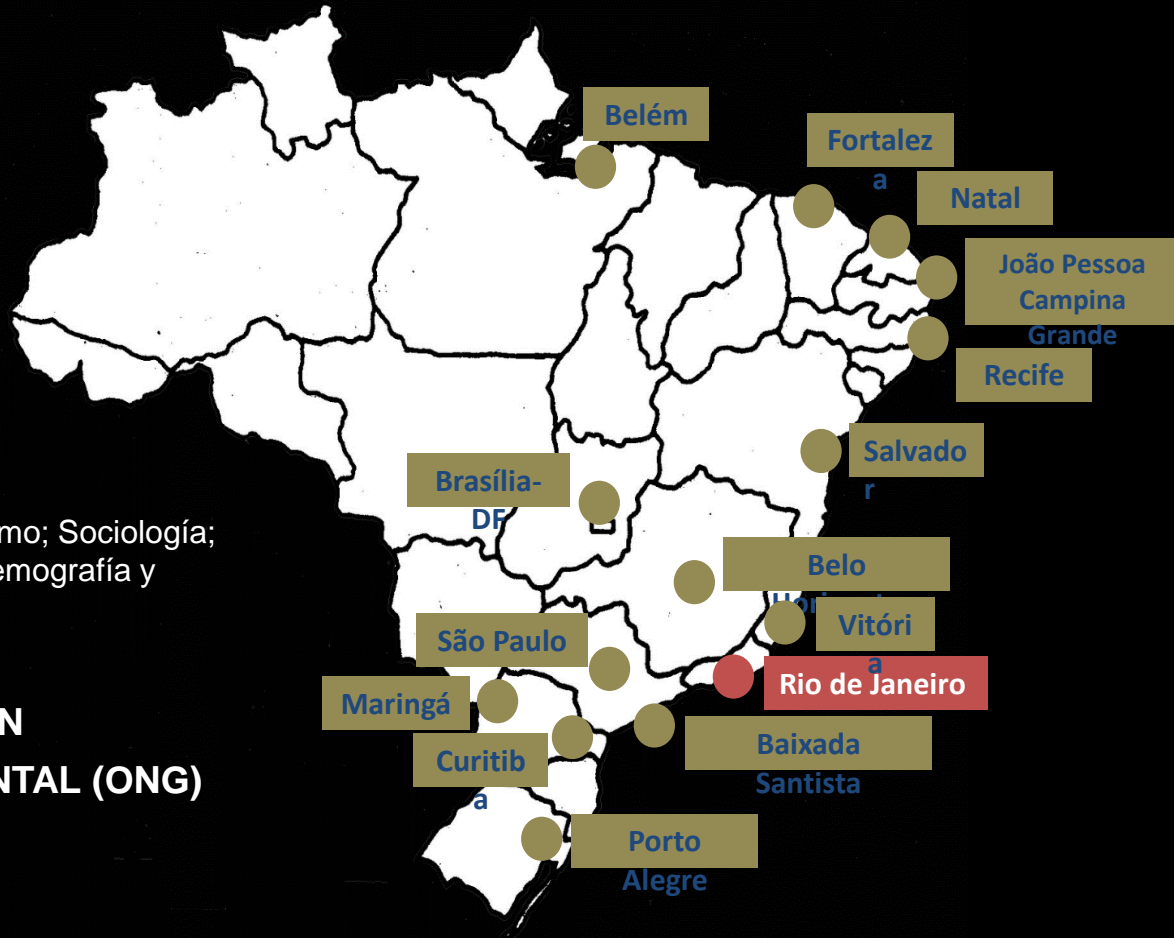 Belém
Fortalez
a
Natal
João Pessoa
Campina
Grande
Recife
Salvado
r
Brasília-
DF
mo; Sociología;
emografía y
Belo
Vitóri
a
São Paulo
Rio de Janeiro
Maringá
N
Curitib
a
Baixada
Santista
NTAL (ONG)
Porto
Alegre